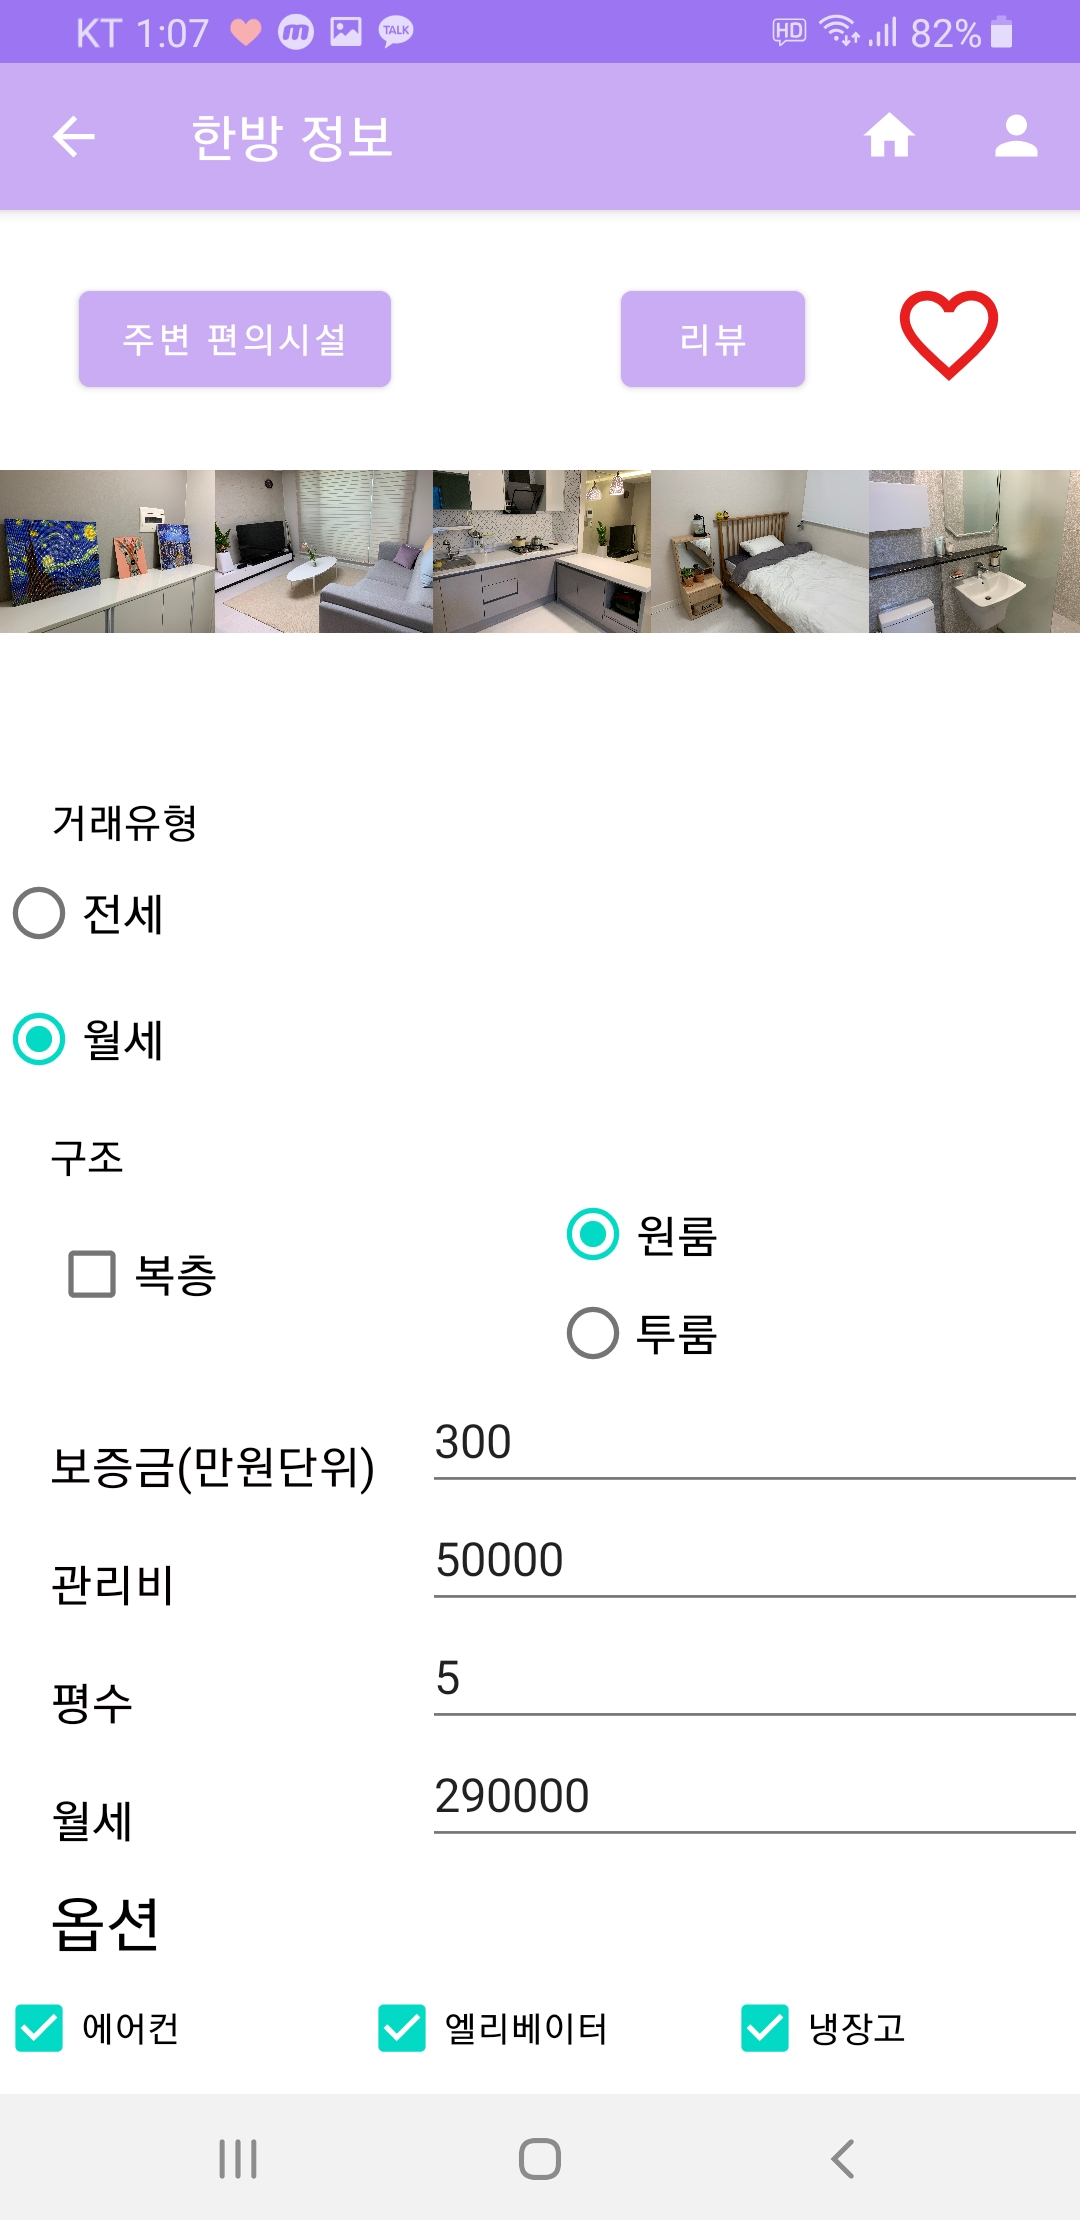 KT 1:07 TALK HD 82%
한방 정보
주변 편의시설 리뷰
거래유형
전세
월세
구조
원룸
복층
투룸
보증금(만원단위) 300
관리비 50000
평수 5
월세 290000
옵션
에어컨 엘리베이터 냉장고